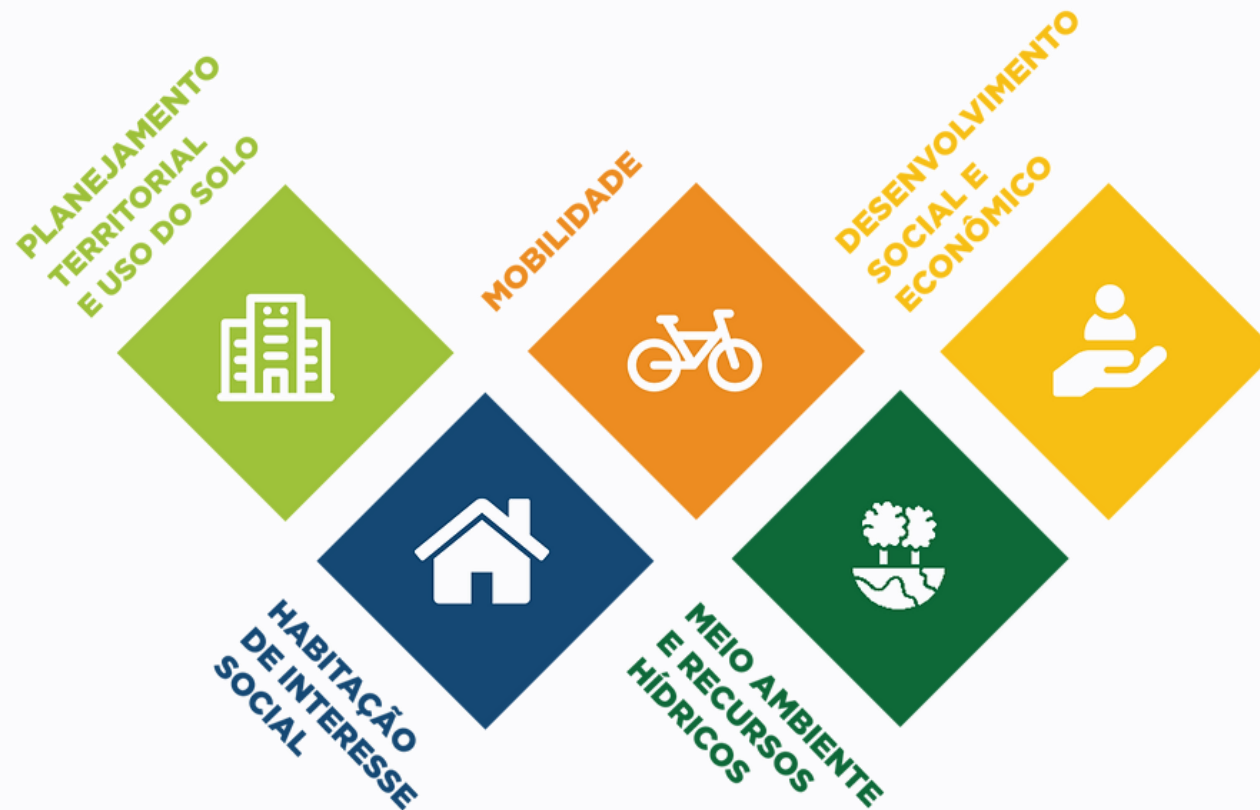 PLANEJAMENTO
TERRITORIAL
E USO DO SOLO
MOBILIDADE
DESENVOLVIMENTO
SOCIAL E
ECONÔMICO
HABITAÇÃO
DE INTERESSE
SOCIAL
MEIO AMBIENTE
E RECURSOS
HÍDRICOS